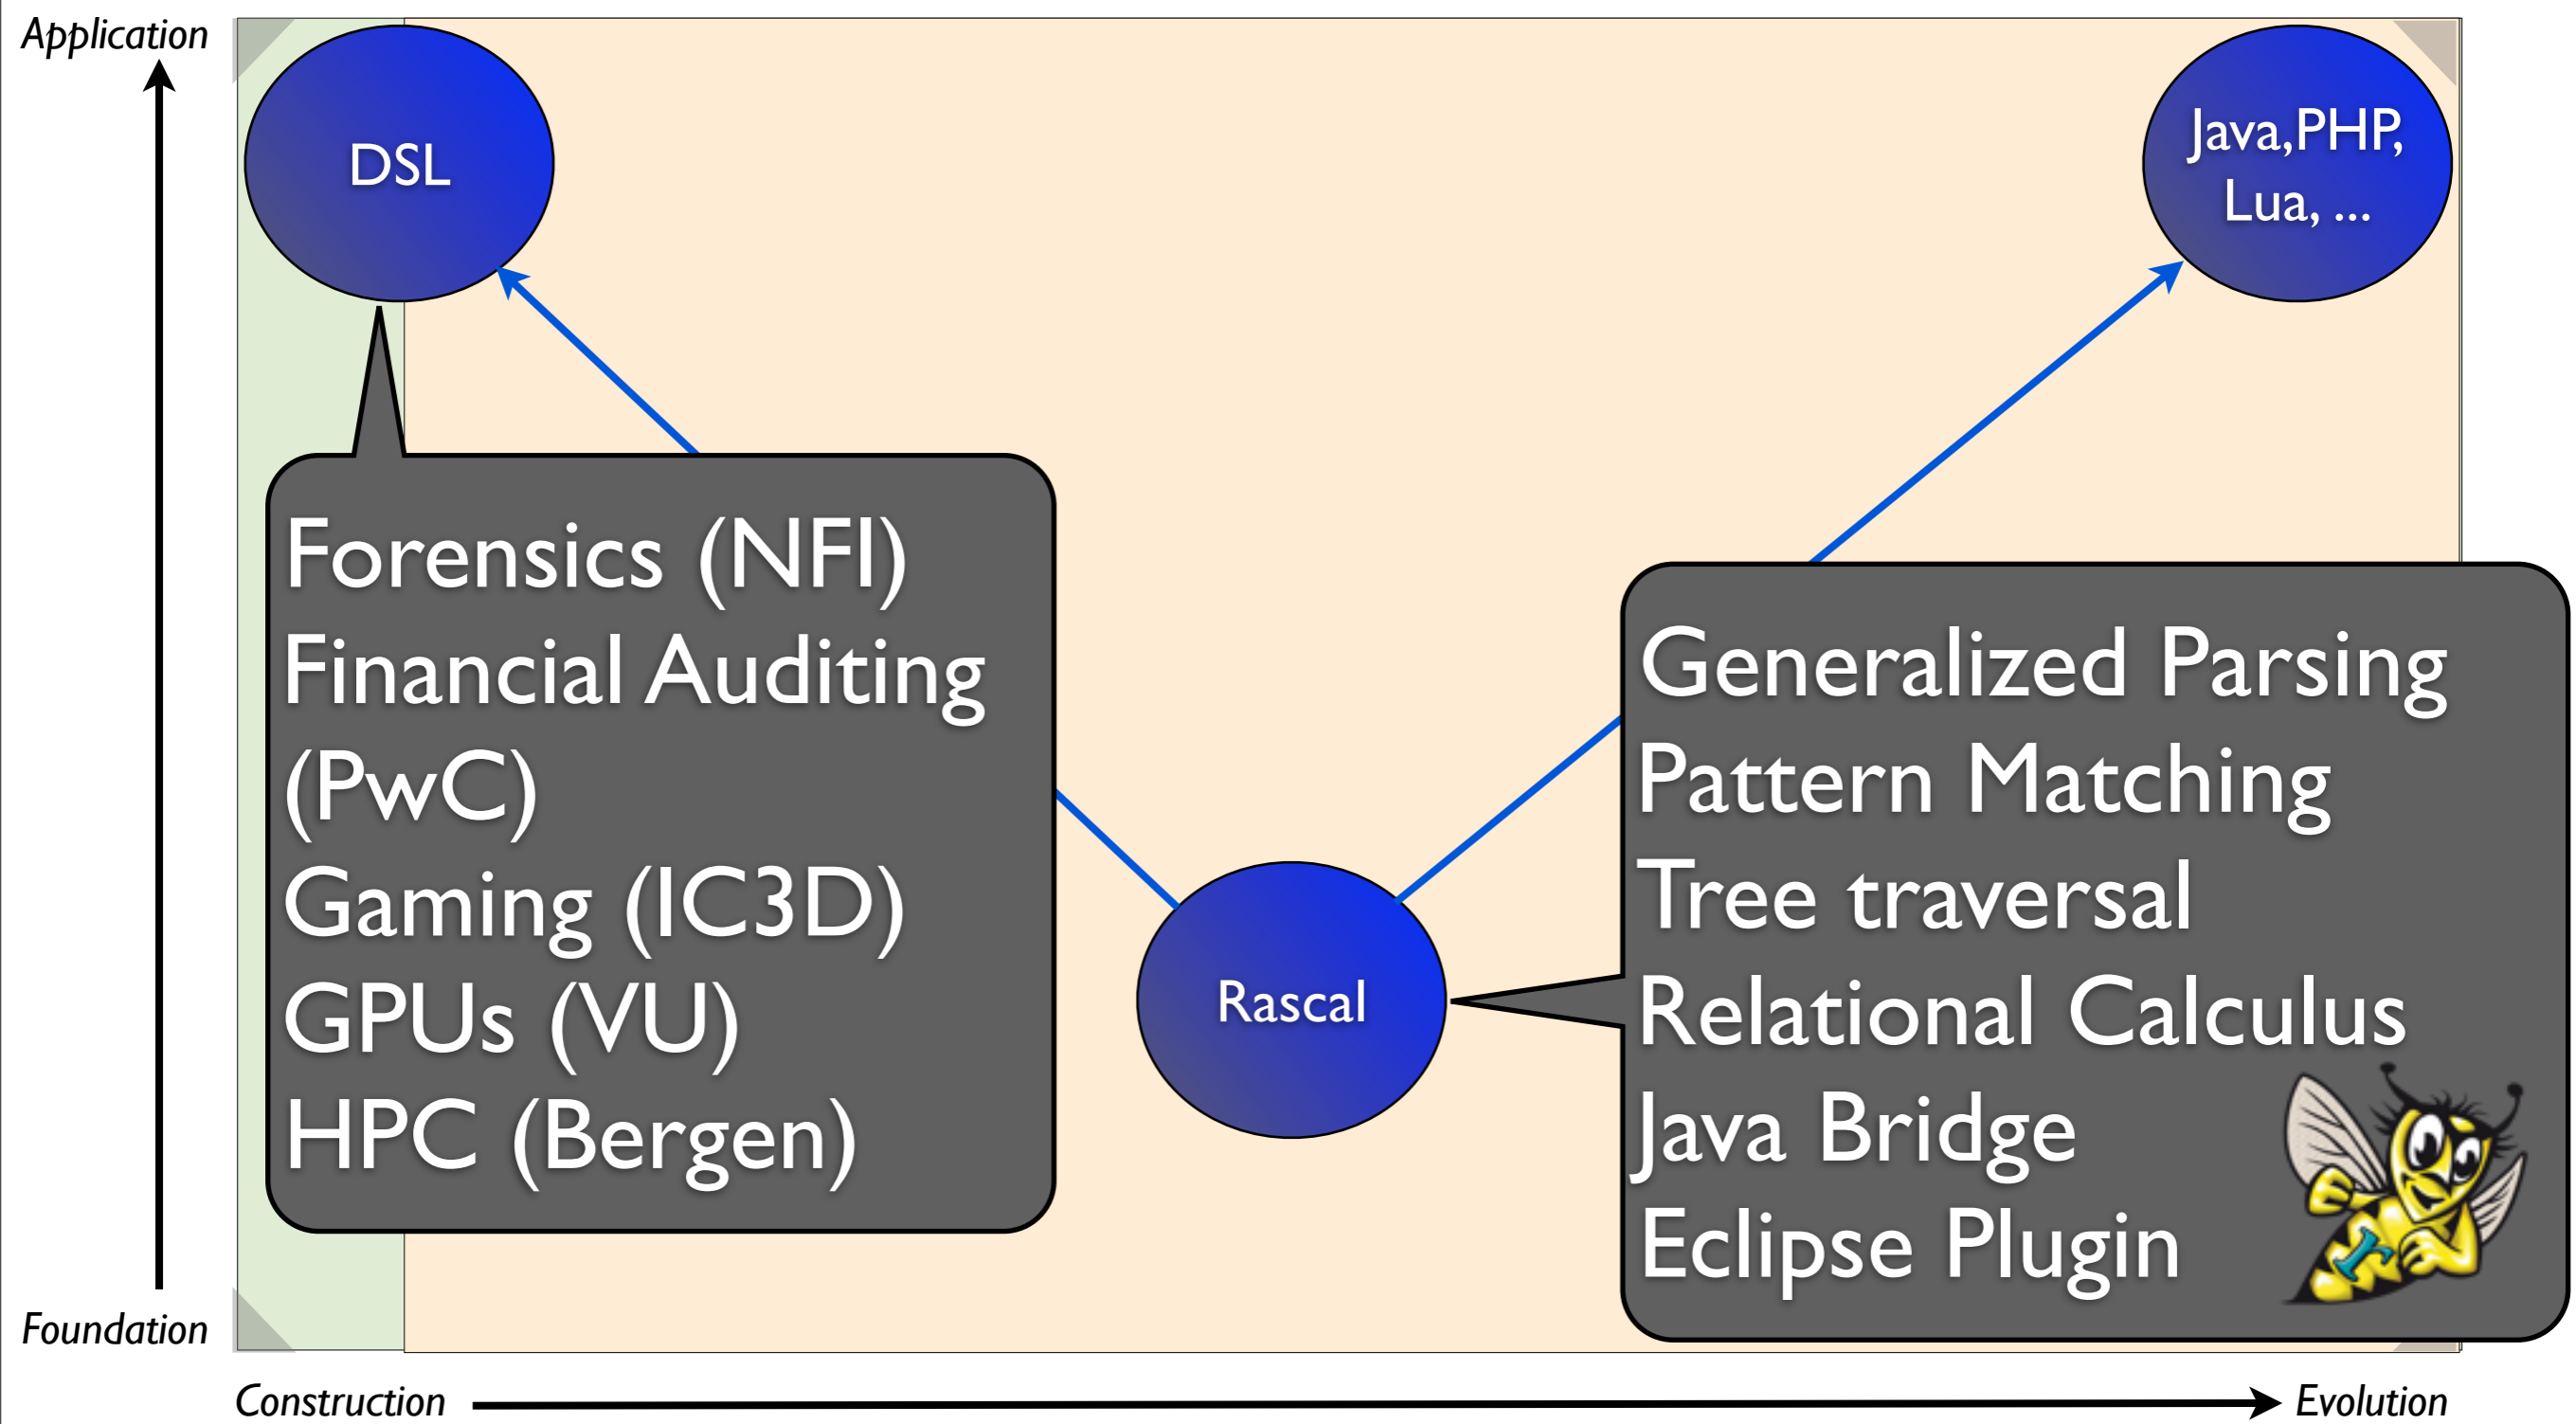 Application
DSL
Java,PHP,
Lua, ...
Forensics (NFI)
Financial Auditing
(PwC)
Gaming (IC3D)
GPUs (VU)
HPC (Bergen)
Generalized Parsing
Pattern Matching
Tree traversal
Relational Calculus
Java Bridge
Eclipse Plugin
r
Rascal
Foundation
Construction
Evolution